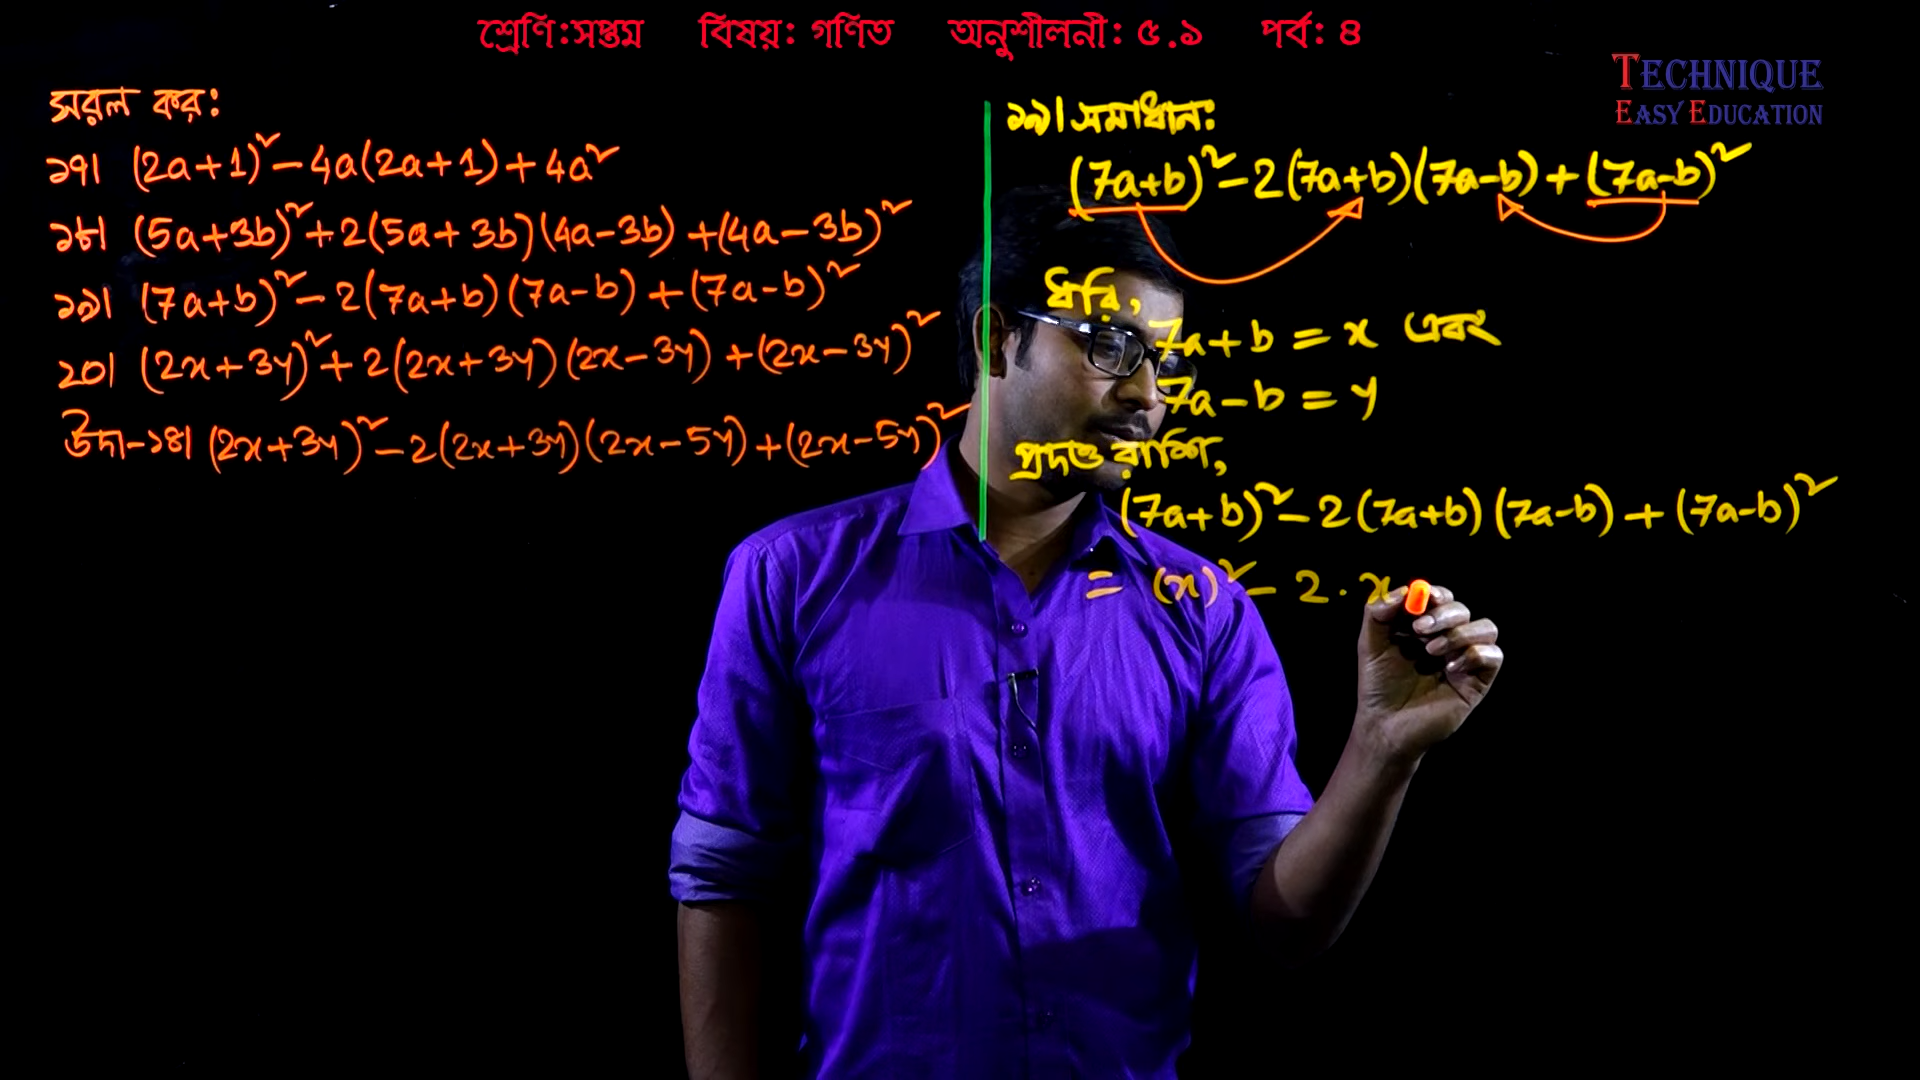 শ্রেণি:সপ্তম বিষয়: গণিত অনুশীলনী: ৫.১ পর্ব: ৪
TECHNIQUE
EASY EDUCATION
সরল কর:
১৭। (2a+1)² - 4a(2a+1) + 4a²
১৮। (5a+3b)² + 2(5a+3b)(4a-3b) + (4a-3b)²
১৯। (7a+b)² - 2(7a+b)(7a-b) + (7a-b)²
২০। (2x+3y)² + 2(2x+3y)(2x-3y) + (2x-3y)²
উদা-১৪। (2x+3y)² - 2(2x+3y)(2x-5y) + (2x-5y)²
১৯। সমাধান:
(7a+b)² - 2(7a+b)(7a-b) + (7a-b)²
ধরি,
7a+b = x এবং
7a-b = y
প্রদত্ত রাশি,
(7a+b)² - 2(7a+b)(7a-b) + (7a-b)²
= (x)² - 2 . x